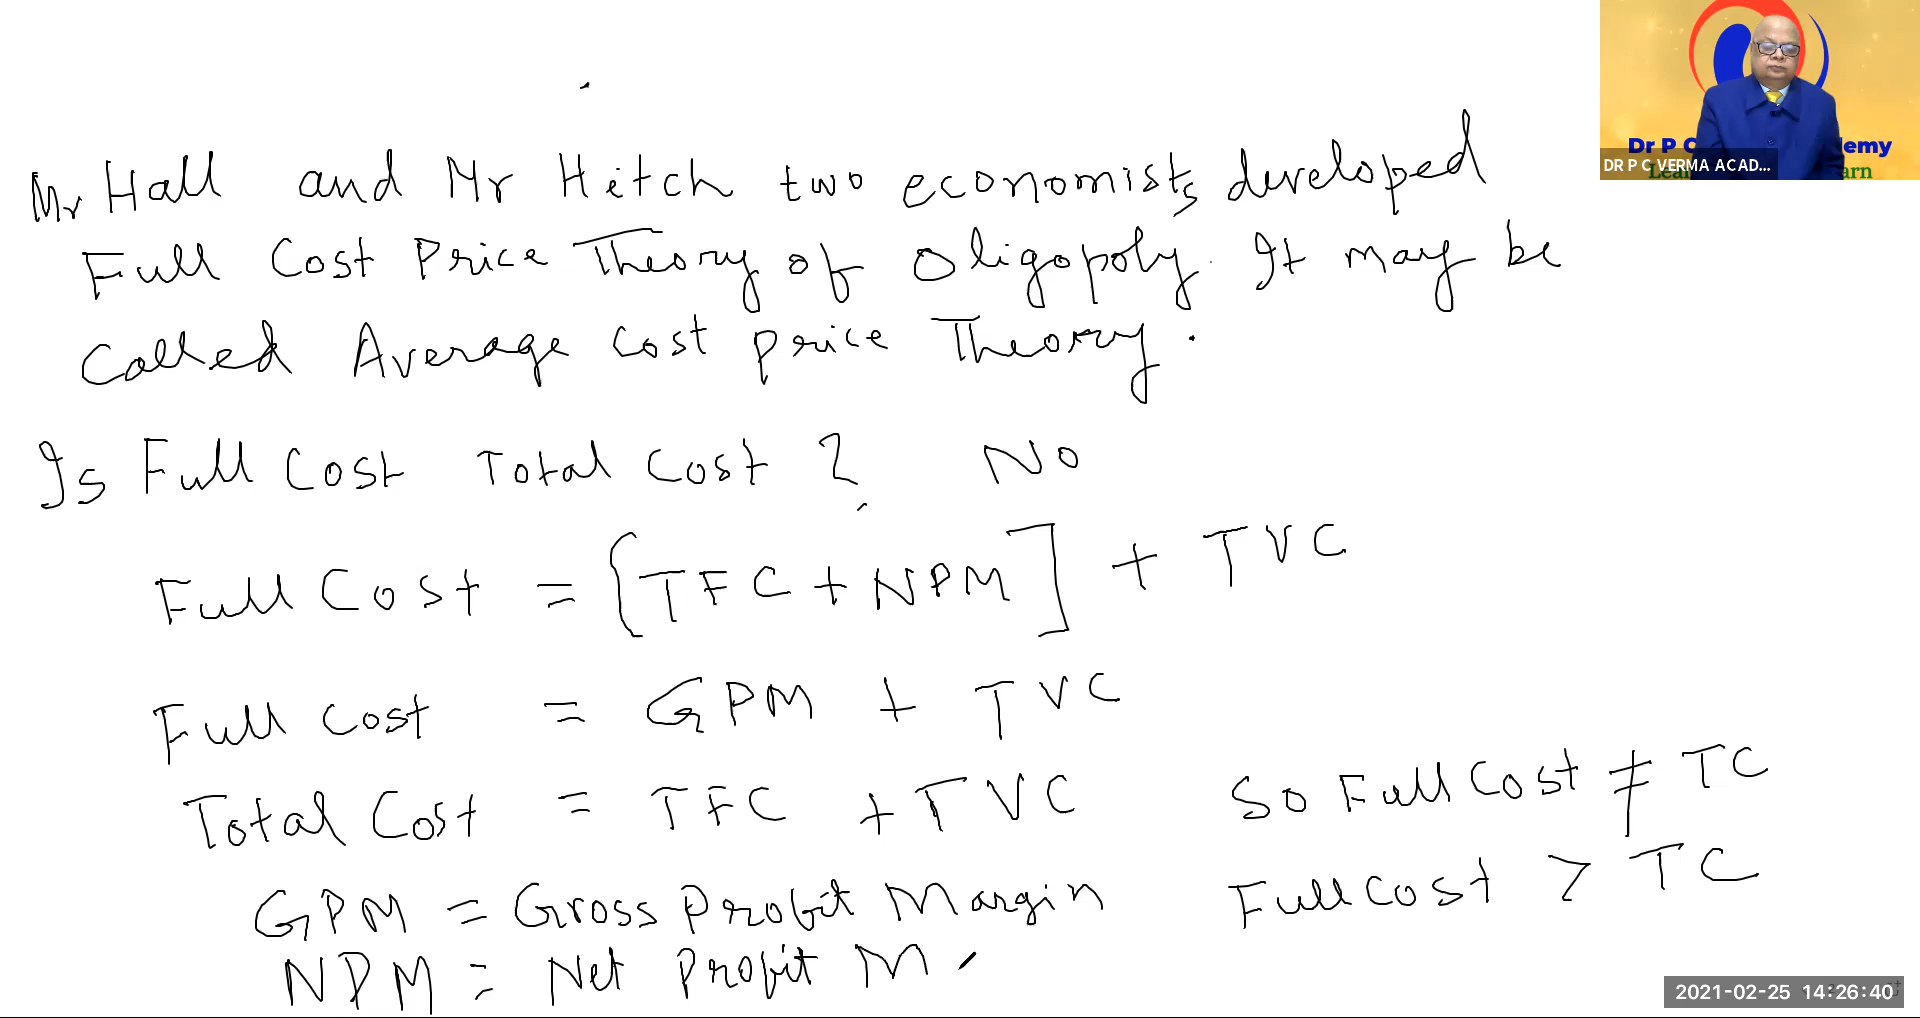 Mr Hall and Mr Hitch two economists developed
Full Cost Price Theory of Oligopoly. It may be
Called Average Cost price Theory.
Is Full Cost Total Cost ? No
Full Cost = [TFC + NPM] + TVC
Full Cost = GPM + TVC
Total Cost = TFC + TVC
So Full Cost ≠ TC
GPM = Gross Profit Margin
Full Cost > TC
NPM = Net Profit M
Dr P C
emy
DR P C VERMA ACAD...
arn
2021-02-25 14:26:40